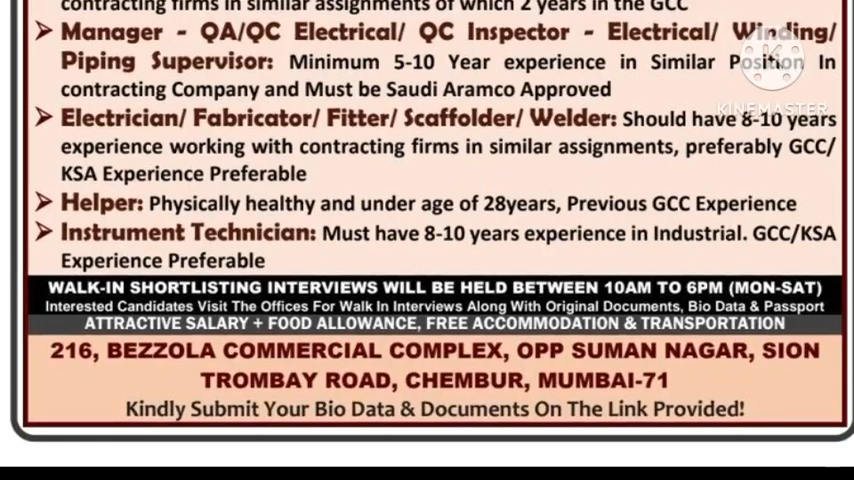 contracting firms in similar assignments of which 2 years in the GCC
➤ Manager - QA/QC Electrical/ QC Inspector - Electrical/ Winding/
Piping Supervisor: Minimum 5-10 Year experience in Similar Position In
contracting Company and Must be Saudi Aramco Approved
➤ Electrician/ Fabricator/ Fitter/ Scaffolder/ Welder: Should have 8-10 years
experience working with contracting firms in similar assignments, preferably GCC/
KSA Experience Preferable
➤ Helper: Physically healthy and under age of 28years, Previous GCC Experience
➤ Instrument Technician: Must have 8-10 years experience in Industrial. GCC/KSA
Experience Preferable
WALK-IN SHORTLISTING INTERVIEWS WILL BE HELD BETWEEN 10AM TO 6PM (MON-SAT)
Interested Candidates Visit The Offices For Walk In Interviews Along With Original Documents, Bio Data & Passport
ATTRACTIVE SALARY + FOOD ALLOWANCE, FREE ACCOMMODATION & TRANSPORTATION
216, BEZZOLA COMMERCIAL COMPLEX, OPP SUMAN NAGAR, SION
TROMBAY ROAD, CHEMBUR, MUMBAI-71
Kindly Submit Your Bio Data & Documents On The Link Provided!
KINEMASTER